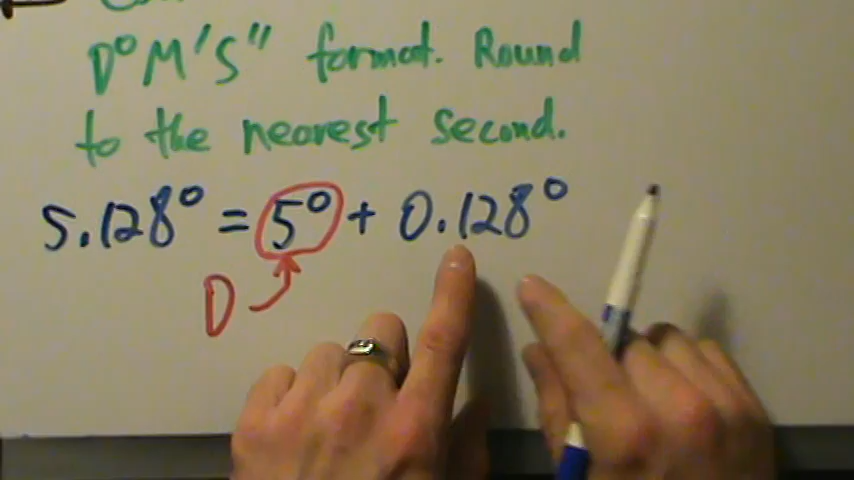 D°M'S" format. Round
to the nearest second.
5.128° = 5° + 0.128°
D